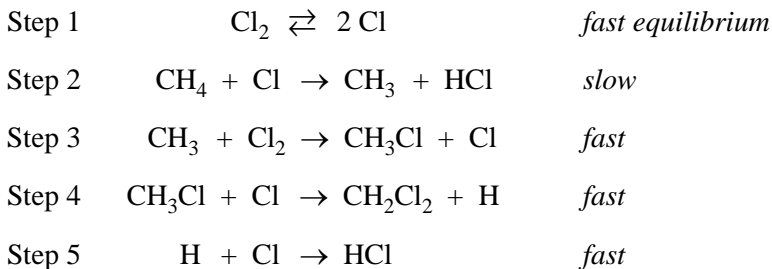 Step 1 Cl₂ ⇄ 2 Cl fast equilibrium
Step 2 CH₄ + Cl → CH₃ + HCl slow
Step 3 CH₃ + Cl₂ → CH₃Cl + Cl fast
Step 4 CH₃Cl + Cl → CH₂Cl₂ + H fast
Step 5 H + Cl → HCl fast